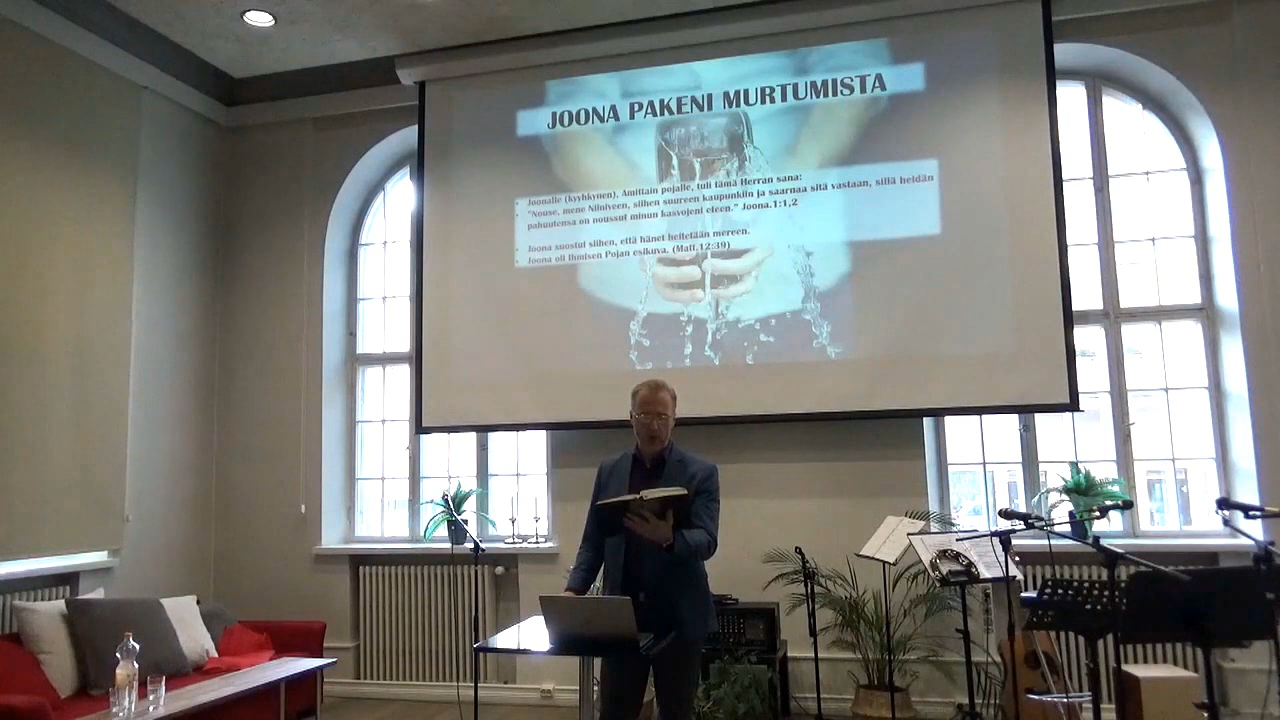 JOONA PAKENI MURTUMISTA
• Joonalle (kyyhkynen), Amittain pojalle, tuli tämä Herran sana:
• "Nouse, mene Niiniveen, siihen suureen kaupunkiin ja saarnaa sitä vastaan, sillä heidän
pahuutensa on noussut minun kasvojeni eteen." Joona.1:1,2
• Joona suostui siihen, että hänet heitetään mereen.
• Joona oli Ihmisen Pojan esikuva. (Matt.12:39)